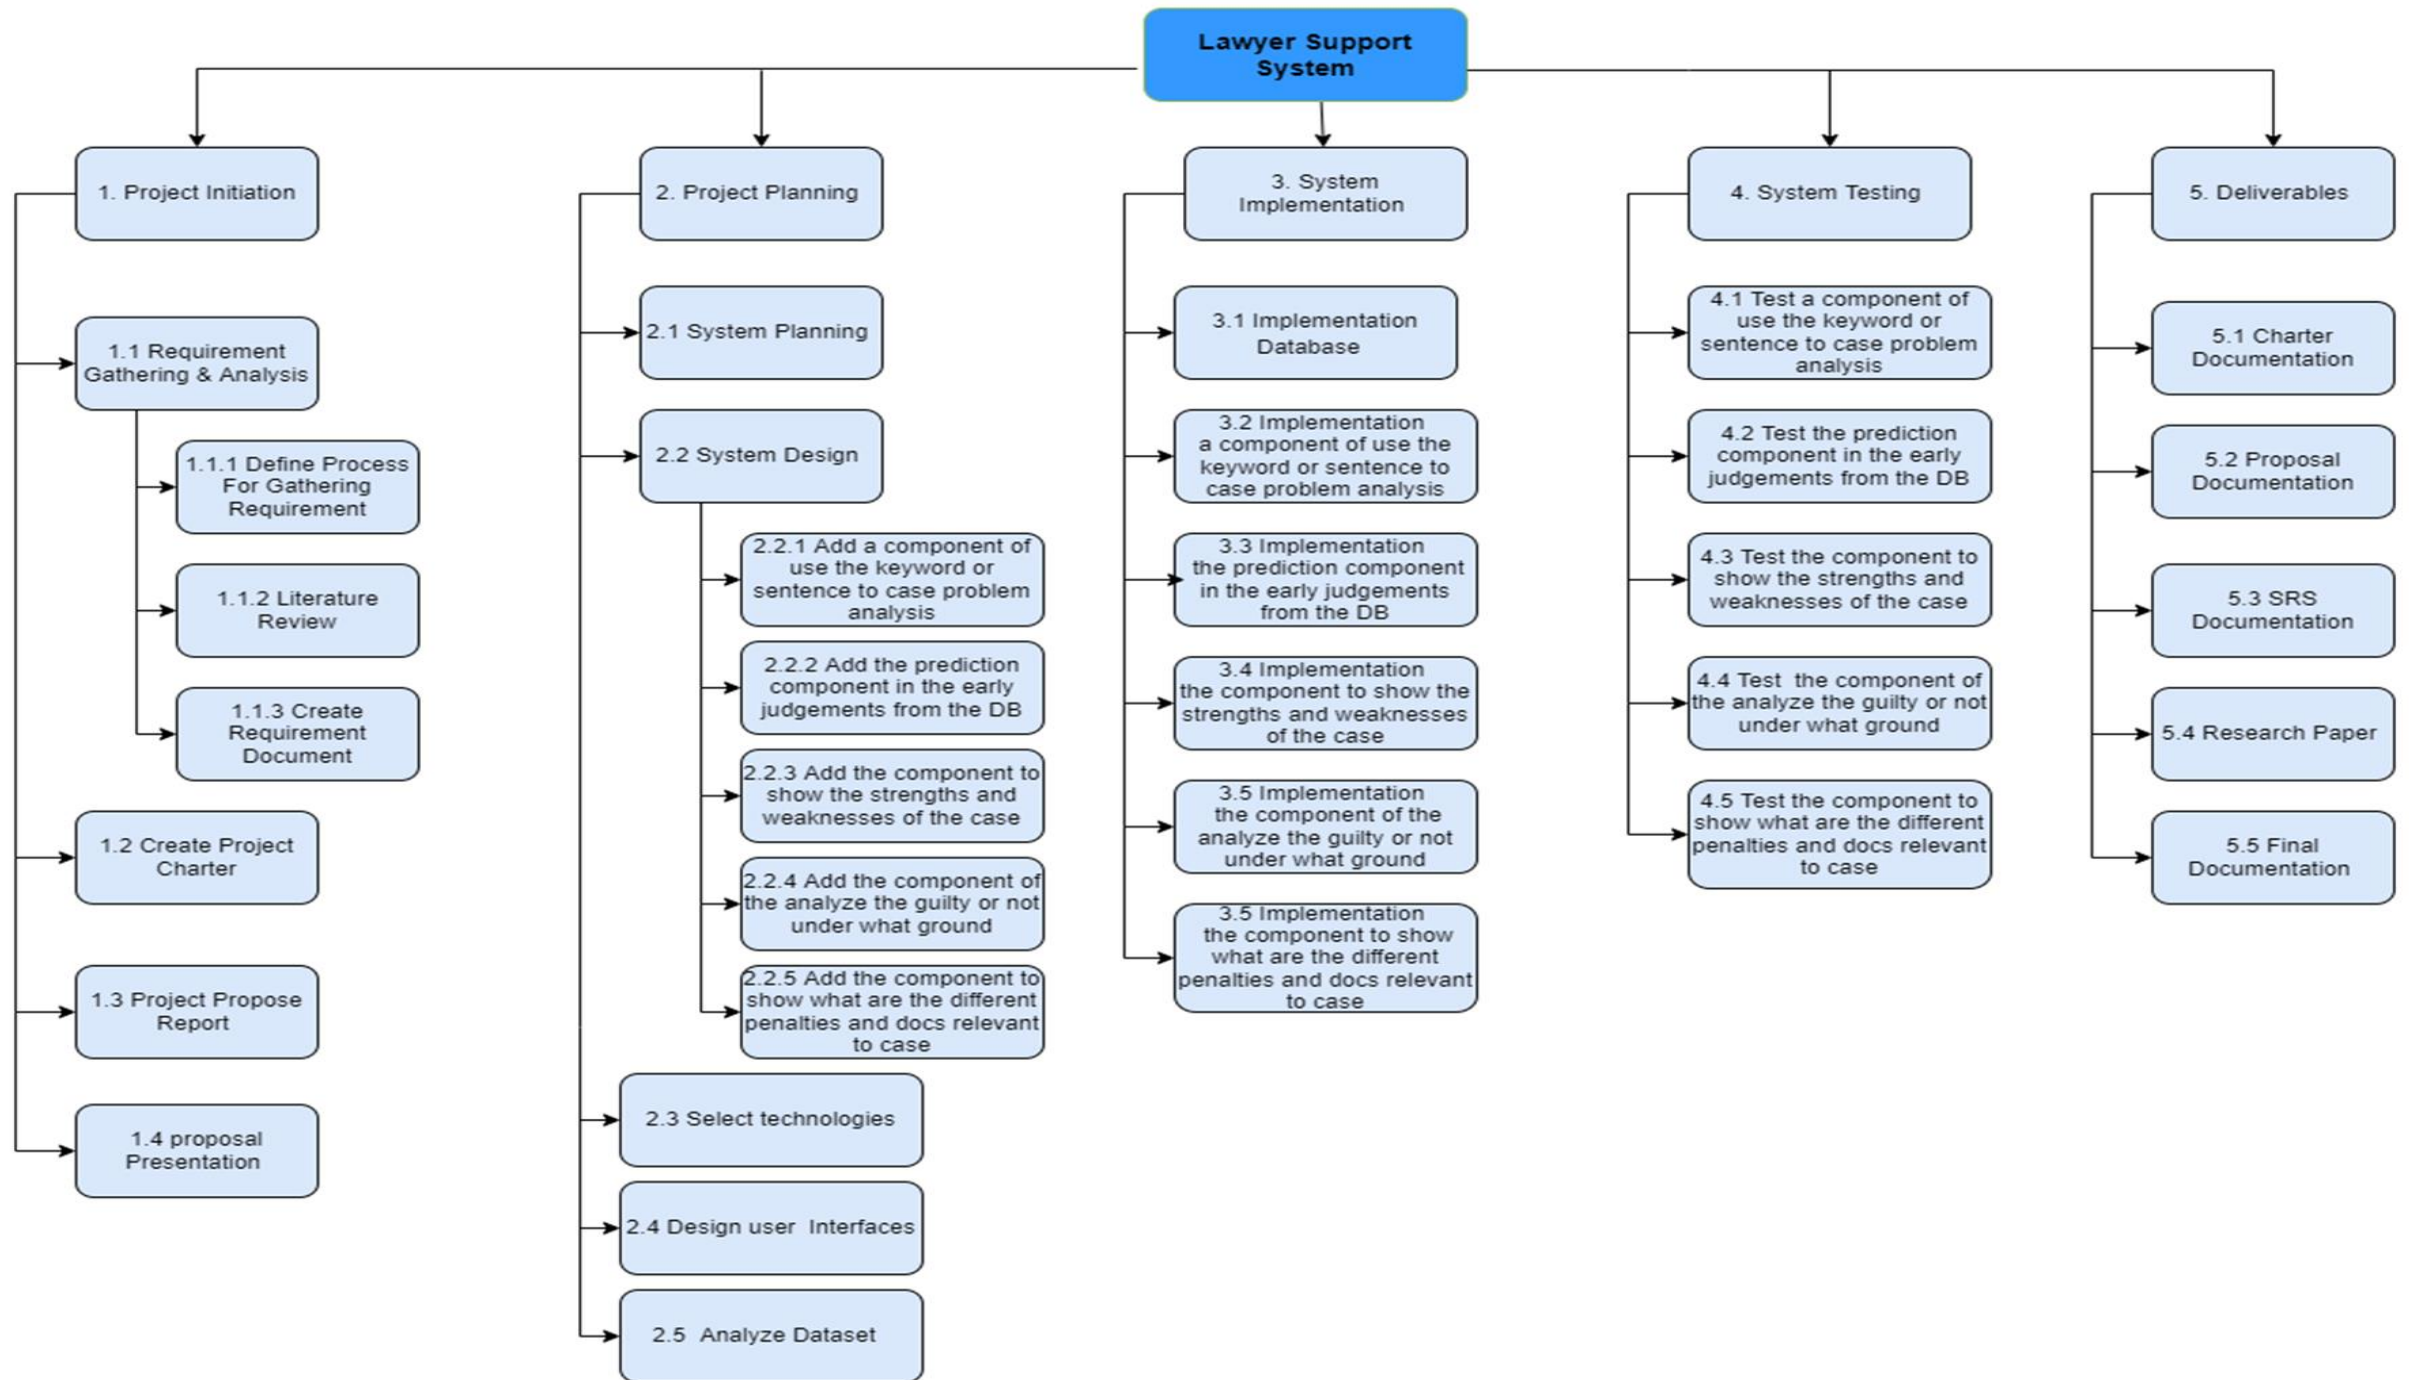 Lawyer Support
System
1. Project Initiation
1.1 Requirement
Gathering & Analysis
1.1.1 Define Process
For Gathering
Requirement
1.1.2 Literature
Review
1.1.3 Create
Requirement
Document
1.2 Create Project
Charter
1.3 Project Propose
Report
1.4 proposal
Presentation
2. Project Planning
2.1 System Planning
2.2 System Design
2.2.1 Add a component of
use the keyword or
sentence to case problem
analysis
2.2.2 Add the prediction
component in the early
judgements from the DB
2.2.3 Add the component to
show the strengths and
weaknesses of the case
2.2.4 Add the component of
the analyze the guilty or not
under what ground
2.2.5 Add the component to
show what are the different
penalties and docs relevant
to case
2.3 Select technologies
2.4 Design user  Interfaces
2.5  Analyze Dataset
3. System
Implementation
3.1 Implementation
Database
3.2 Implementation
a component of use the
keyword or sentence to
case problem analysis
3.3 Implementation
the prediction component
in the early judgements
from the DB
3.4 Implementation
the component to show the
strengths and weaknesses
of the case
3.5 Implementation
the component of the
analyze the guilty or not
under what ground
3.5 Implementation
the component to show
what are the different
penalties and docs relevant
to case
4. System Testing
4.1 Test a component of
use the keyword or
sentence to case problem
analysis
4.2 Test the prediction
component in the early
judgements from the DB
4.3 Test the component to
show the strengths and
weaknesses of the case
4.4 Test  the component of
the analyze the guilty or not
under what ground
4.5 Test the component to
show what are the different
penalties and docs relevant
to case
5. Deliverables
5.1 Charter
Documentation
5.2 Proposal
Documentation
5.3 SRS
Documentation
5.4 Research Paper
5.5 Final
Documentation